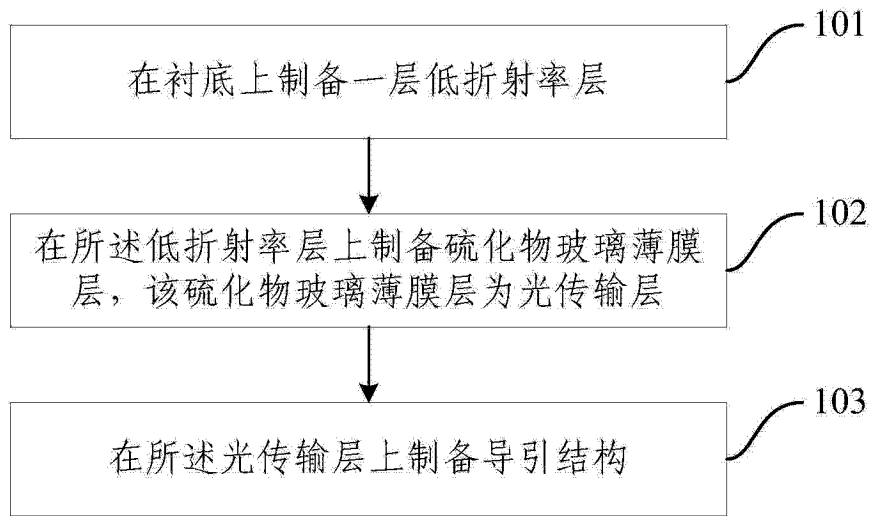 101
在衬底上制备一层低折射率层
102
在所述低折射率层上制备硫化物玻璃薄膜
层，该硫化物玻璃薄膜层为光传输层
103
在所述光传输层上制备导引结构